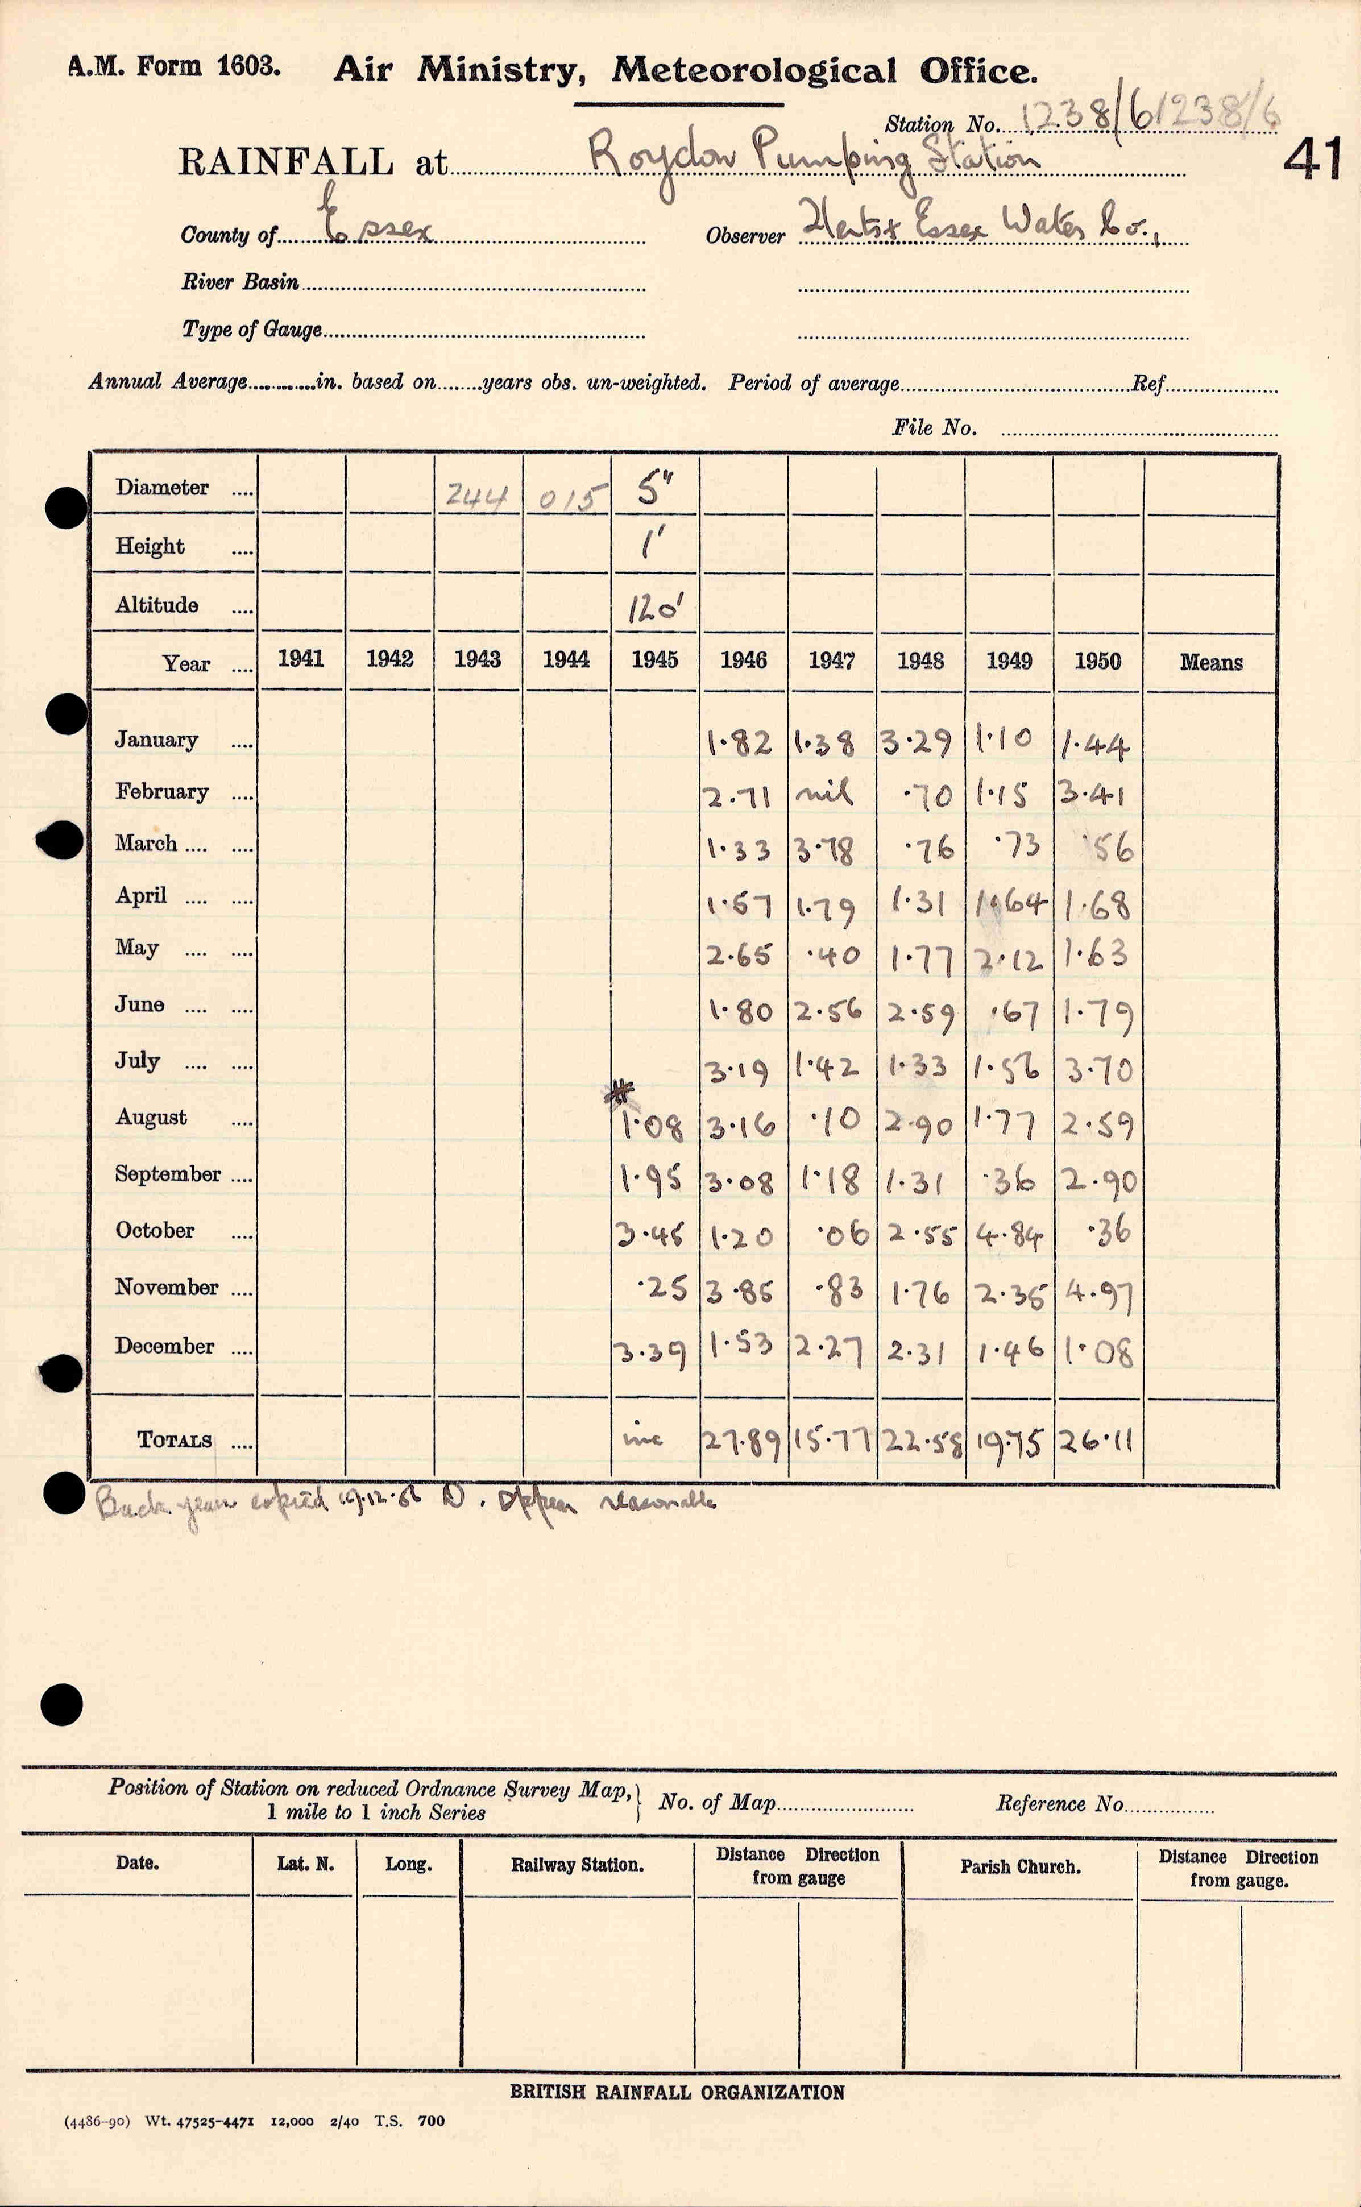 A.M. Form 1603. Air Ministry, Meteorological Office.
Station No. 1238/6 1238/6
RAINFALL at Roydon Pumping Station
41
County of Essex Observer Herts & Essex Water Co.,
River Basin
Type of Gauge
Annual Average in. based on years obs. un-weighted. Period of average Ref
File No.
Diameter 244 015 5"
Height 1'
Altitude 120'
Year 1941 1942 1943 1944 1945 1946 1947 1948 1949 1950 Means
January 1.82 1.38 3.29 1.10 1.44
February 2.71 nil .70 1.15 3.41
March 1.33 3.78 .76 .73 .56
April 1.57 1.79 1.31 1.64 1.68
May 2.65 .40 1.77 2.12 1.63
June 1.80 2.56 2.59 .67 1.79
July 3.19 1.42 1.33 1.56 3.70
August 1.08 3.16 .10 2.90 1.77 2.59
September 1.95 3.08 1.18 1.31 .36 2.90
October 3.45 1.20 .06 2.55 4.84 .36
November .25 3.85 .83 1.76 2.35 4.97
December 3.39 1.53 2.27 2.31 1.46 1.08
TOTALS inc 27.89 15.77 22.58 19.75 26.11
Back years copied 19.12.56 D. appear reasonable
Position of Station on reduced Ordnance Survey Map, 1 mile to 1 inch Series } No. of Map Reference No
Date. Lat. N. Long. Railway Station. Distance Direction from gauge Parish Church. Distance Direction from gauge.
BRITISH RAINFALL ORGANIZATION
(4486-90) Wt. 47525-4471 12,000 2/40 T.S. 700